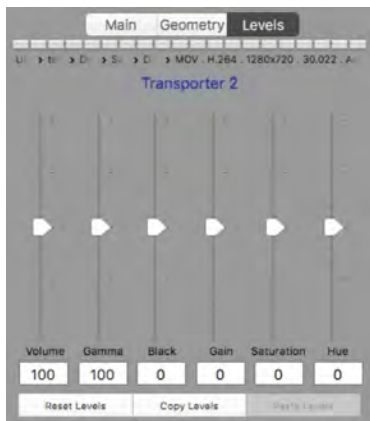 Main Geometry Levels
MOV . H.264 . 1280x720 . 30.022 .
Transporter 2
Volume Gamma Black Gain Saturation Hue
100 100 0 0 0 0
Reset Levels Copy Levels Paste Levels